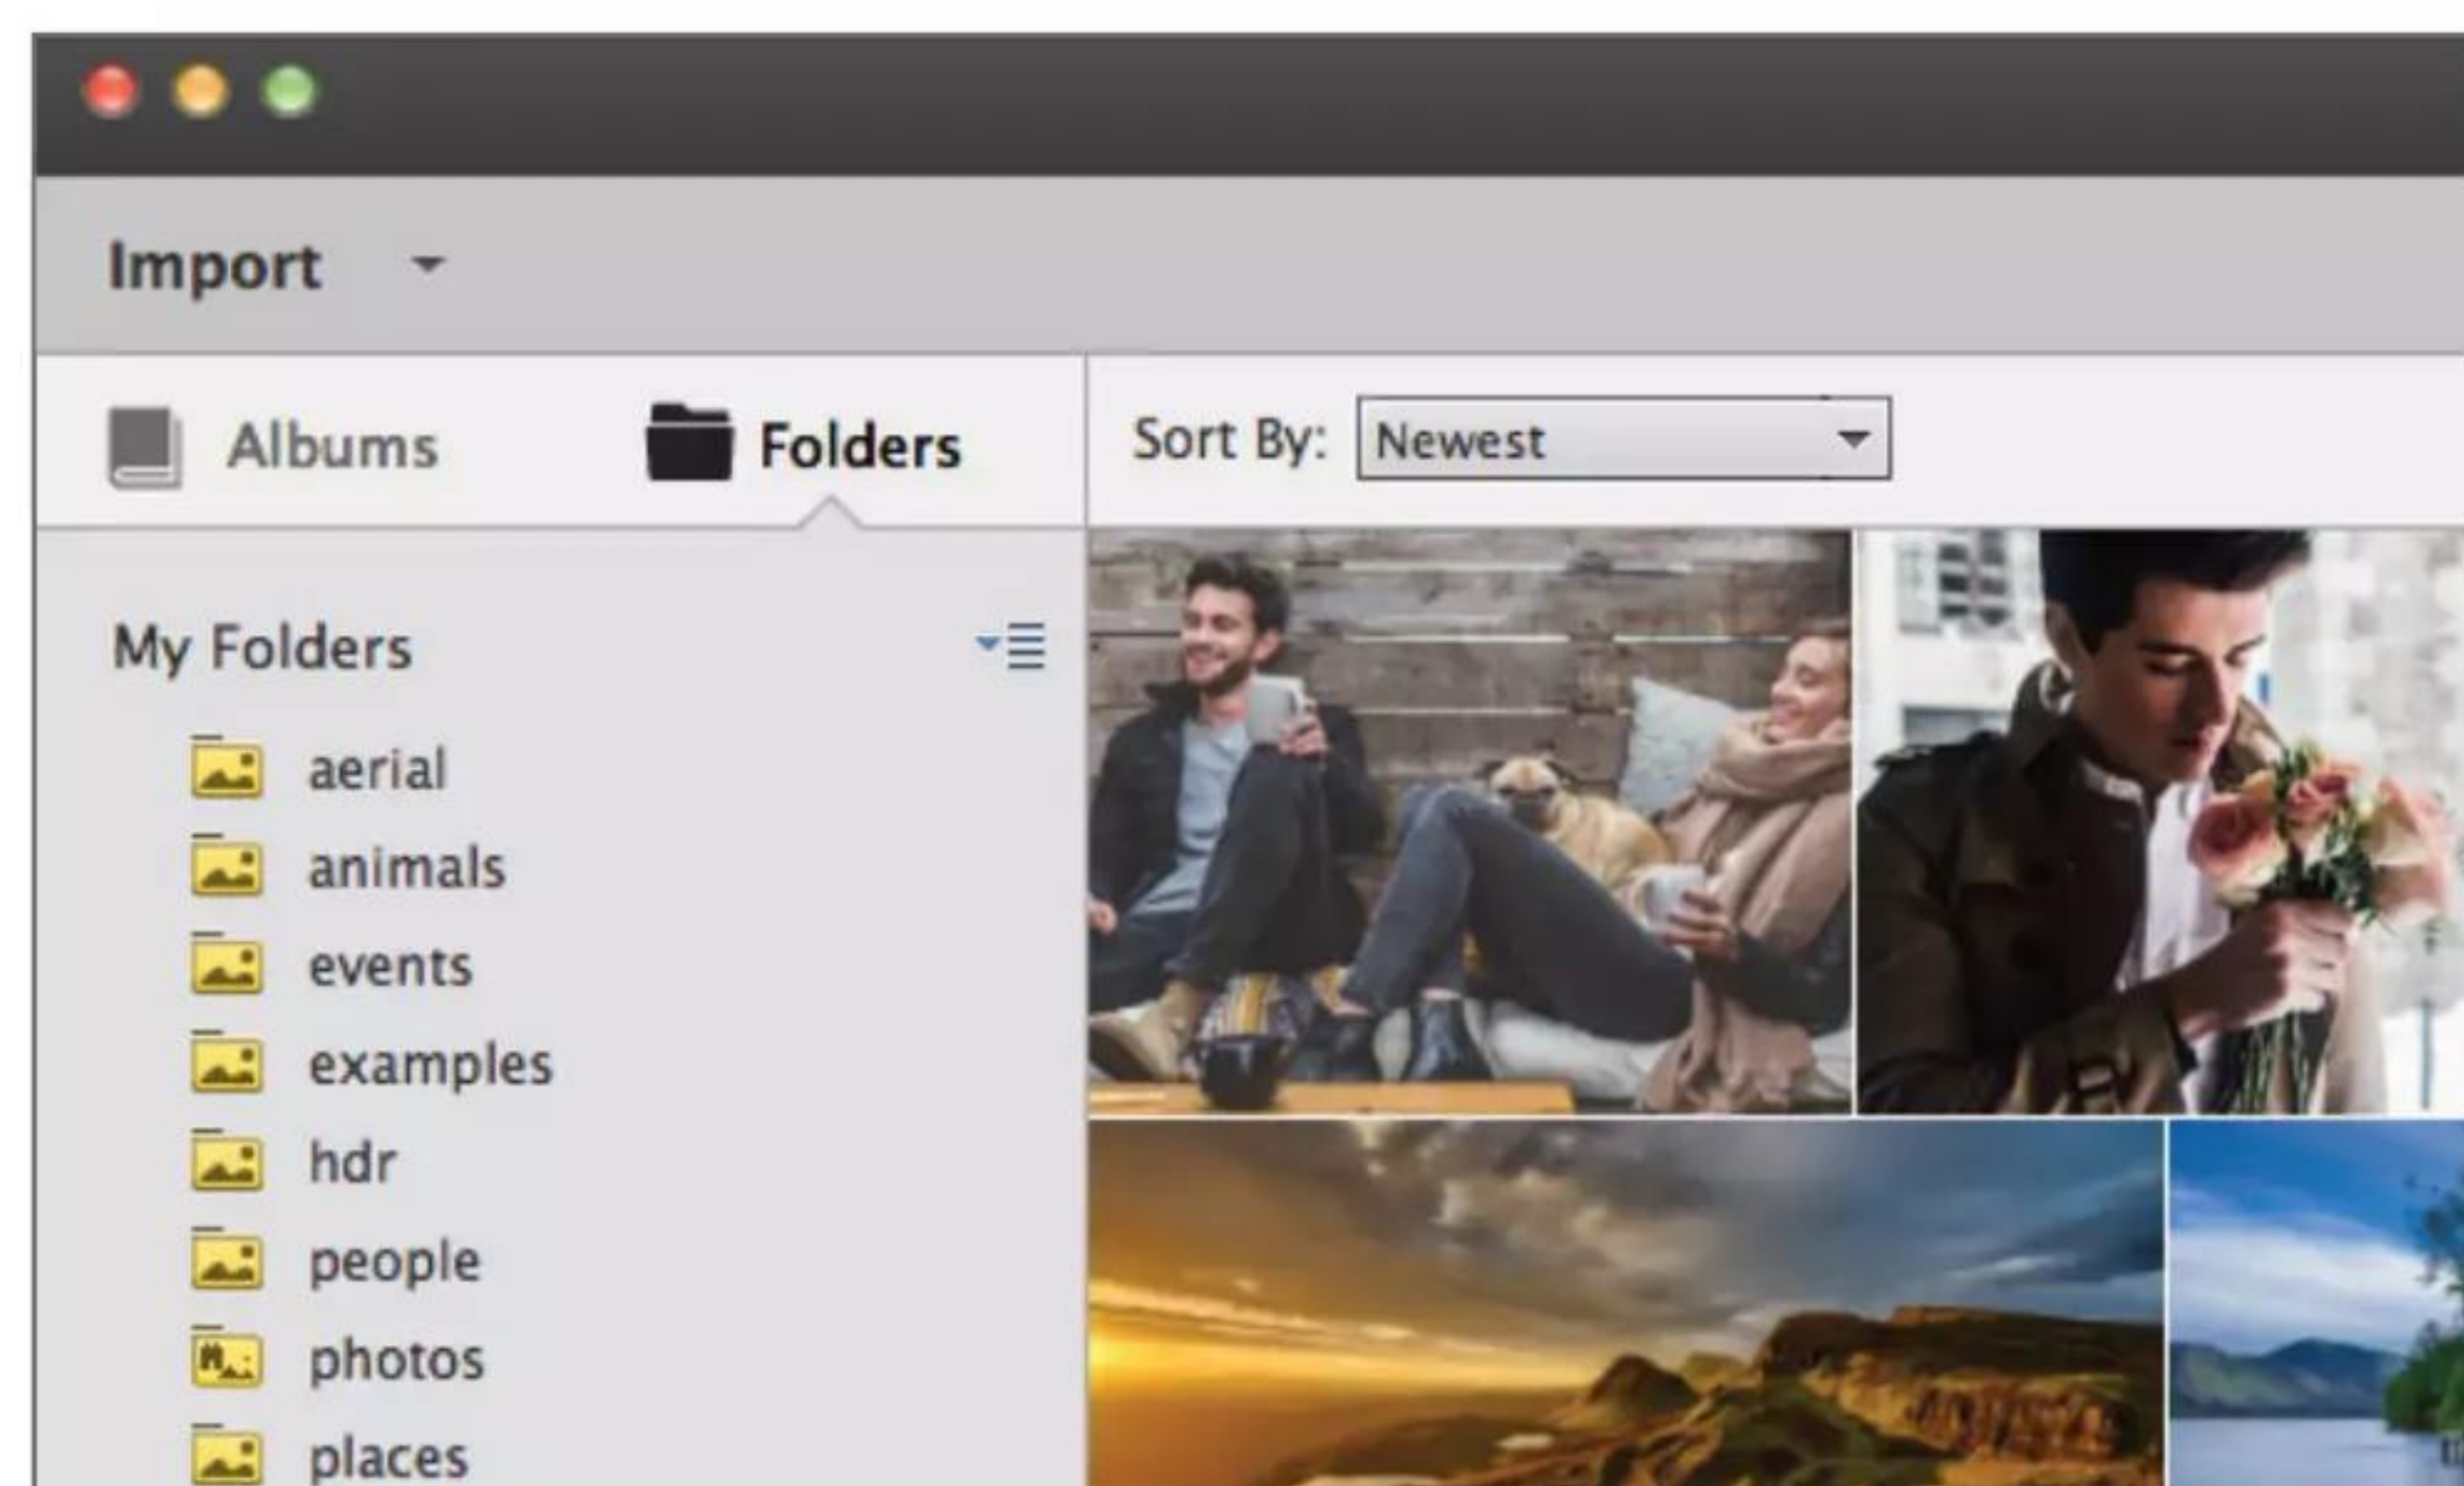 Import
Albums
Folders
Sort By:
Newest
My Folders
aerial
animals
events
examples
hdr
people
photos
places